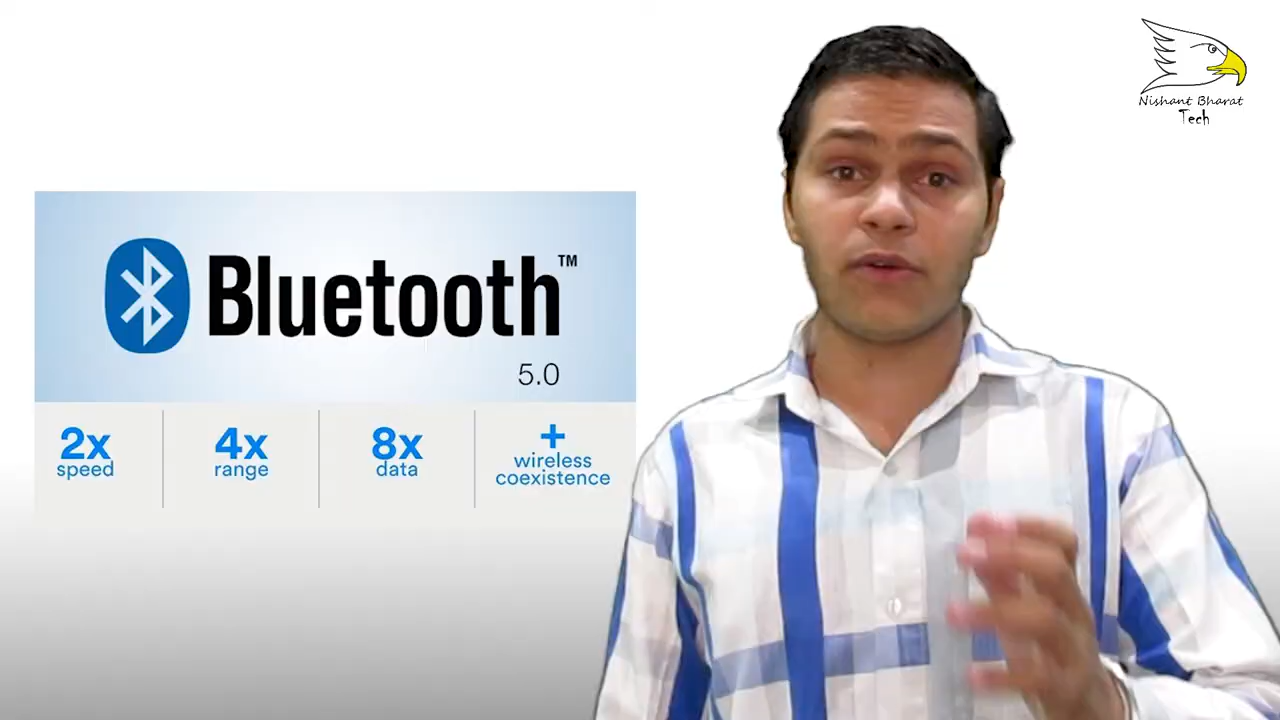 Nishant Bharat
Tech
Bluetooth™
5.0
2x
speed
4x
range
8x
data
+
wireless
coexistence